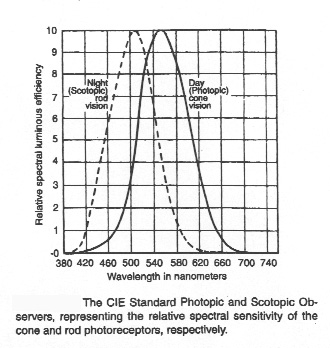 10
9
8
7
6
5
4
3
2
1
-0
Relative spectral luminous efficiency
Night
(Scotopic)
rod
vision
Day
(Photopic)
cone
vision
380 420 460 500 540 580 620 660 700 740
Wavelength in nanometers
The CIE Standard Photopic and Scotopic Ob-
servers, representing the relative spectral sensitivity of the
cone and rod photoreceptors, respectively.